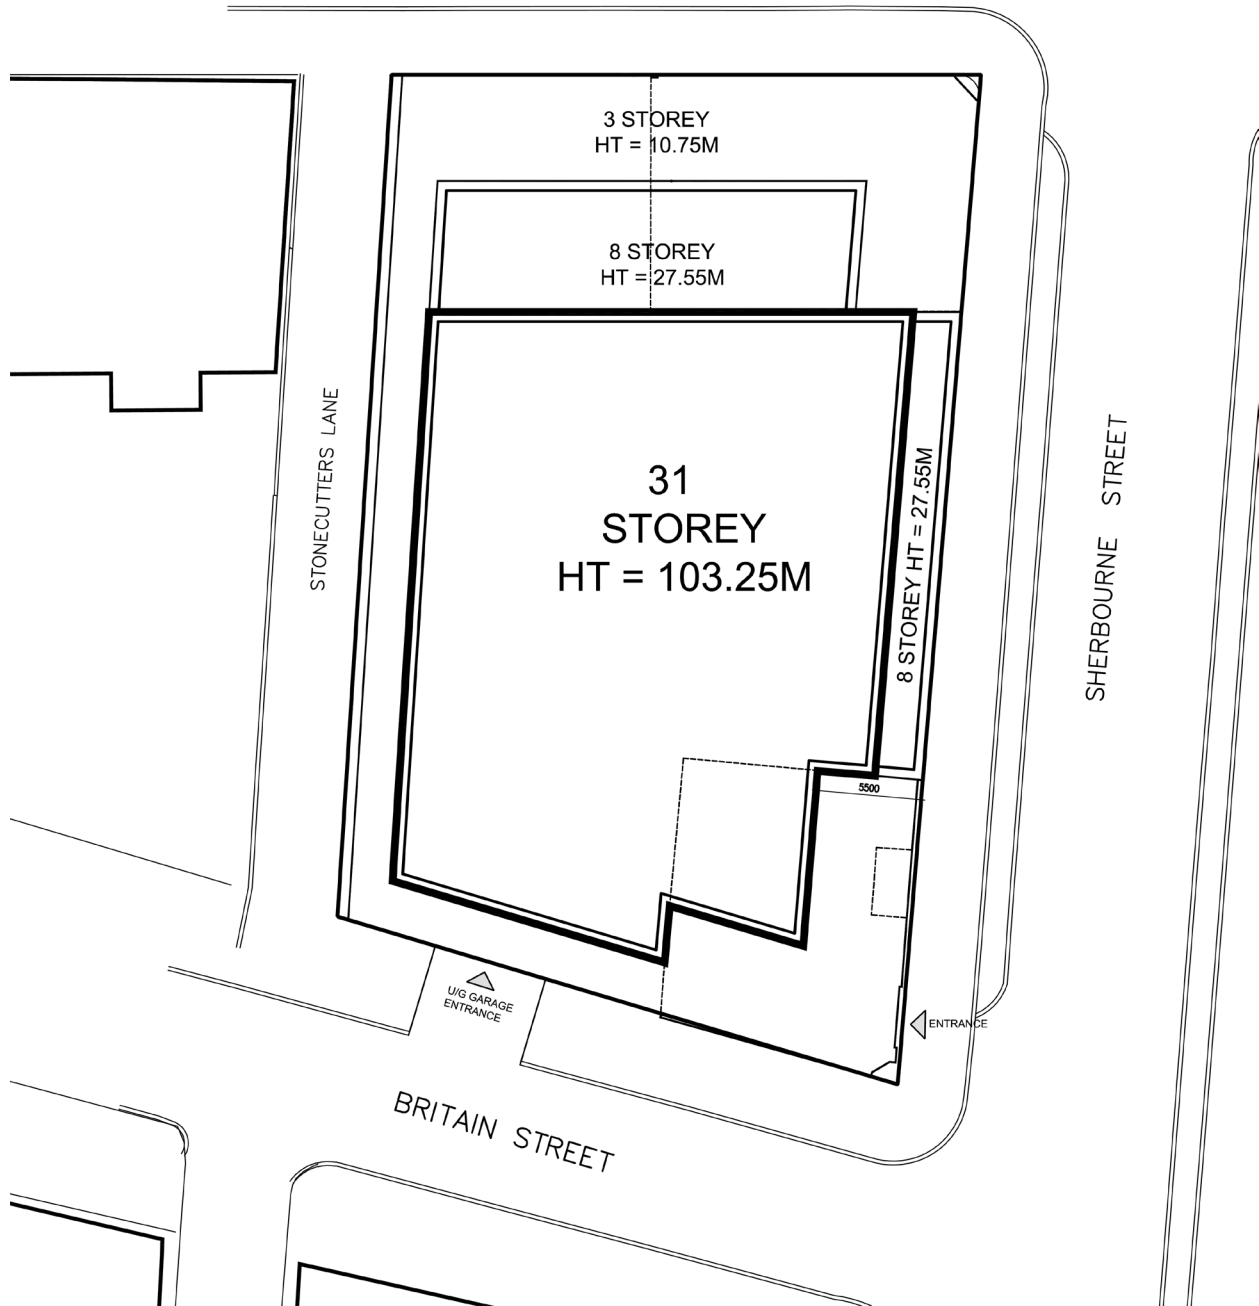 3 STOREY
HT = 10.75M
8 STOREY
HT = 27.55M
STONECUTTERS LANE
31
STOREY
HT = 103.25M
8 STOREY HT = 27.55M
SHERBOURNE STREET
5500
U/G GARAGE
ENTRANCE
ENTRANCE
BRITAIN STREET